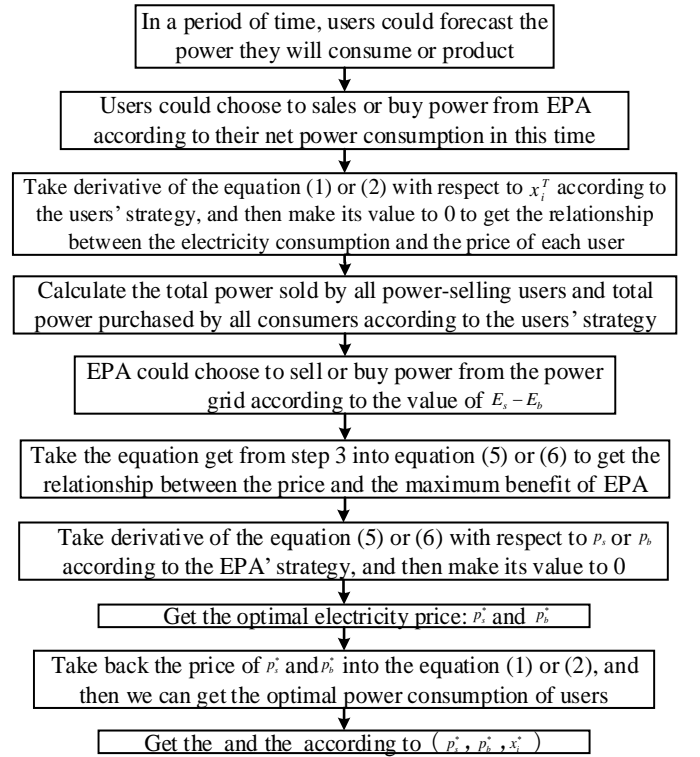 In a period of time, users could forecast the
power they will consume or product
Users could choose to sales or buy power from EPA
according to their net power consumption in this time
Take derivative of the equation (1) or (2) with respect to x_i^T according to
the users' strategy, and then make its value to 0 to get the relationship
between the electricity consumption and the price of each user
Calculate the total power sold by all power-selling users and total
power purchased by all consumers according to the users' strategy
EPA could choose to sell or buy power from the power
grid according to the value of E_s − E_b
Take the equation get from step 3 into equation (5) or (6) to get the
relationship between the price and the maximum benefit of EPA
Take derivative of the equation (5) or (6) with respect to p_s or p_b
according to the EPA' strategy, and then make its value to 0
Get the optimal electricity price: p_s^* and p_b^*
Take back the price of p_s^* and p_b^* into the equation (1) or (2), and
then we can get the optimal power consumption of users
Get the and the according to ( p_s^*, p_b^*, x_i^* )